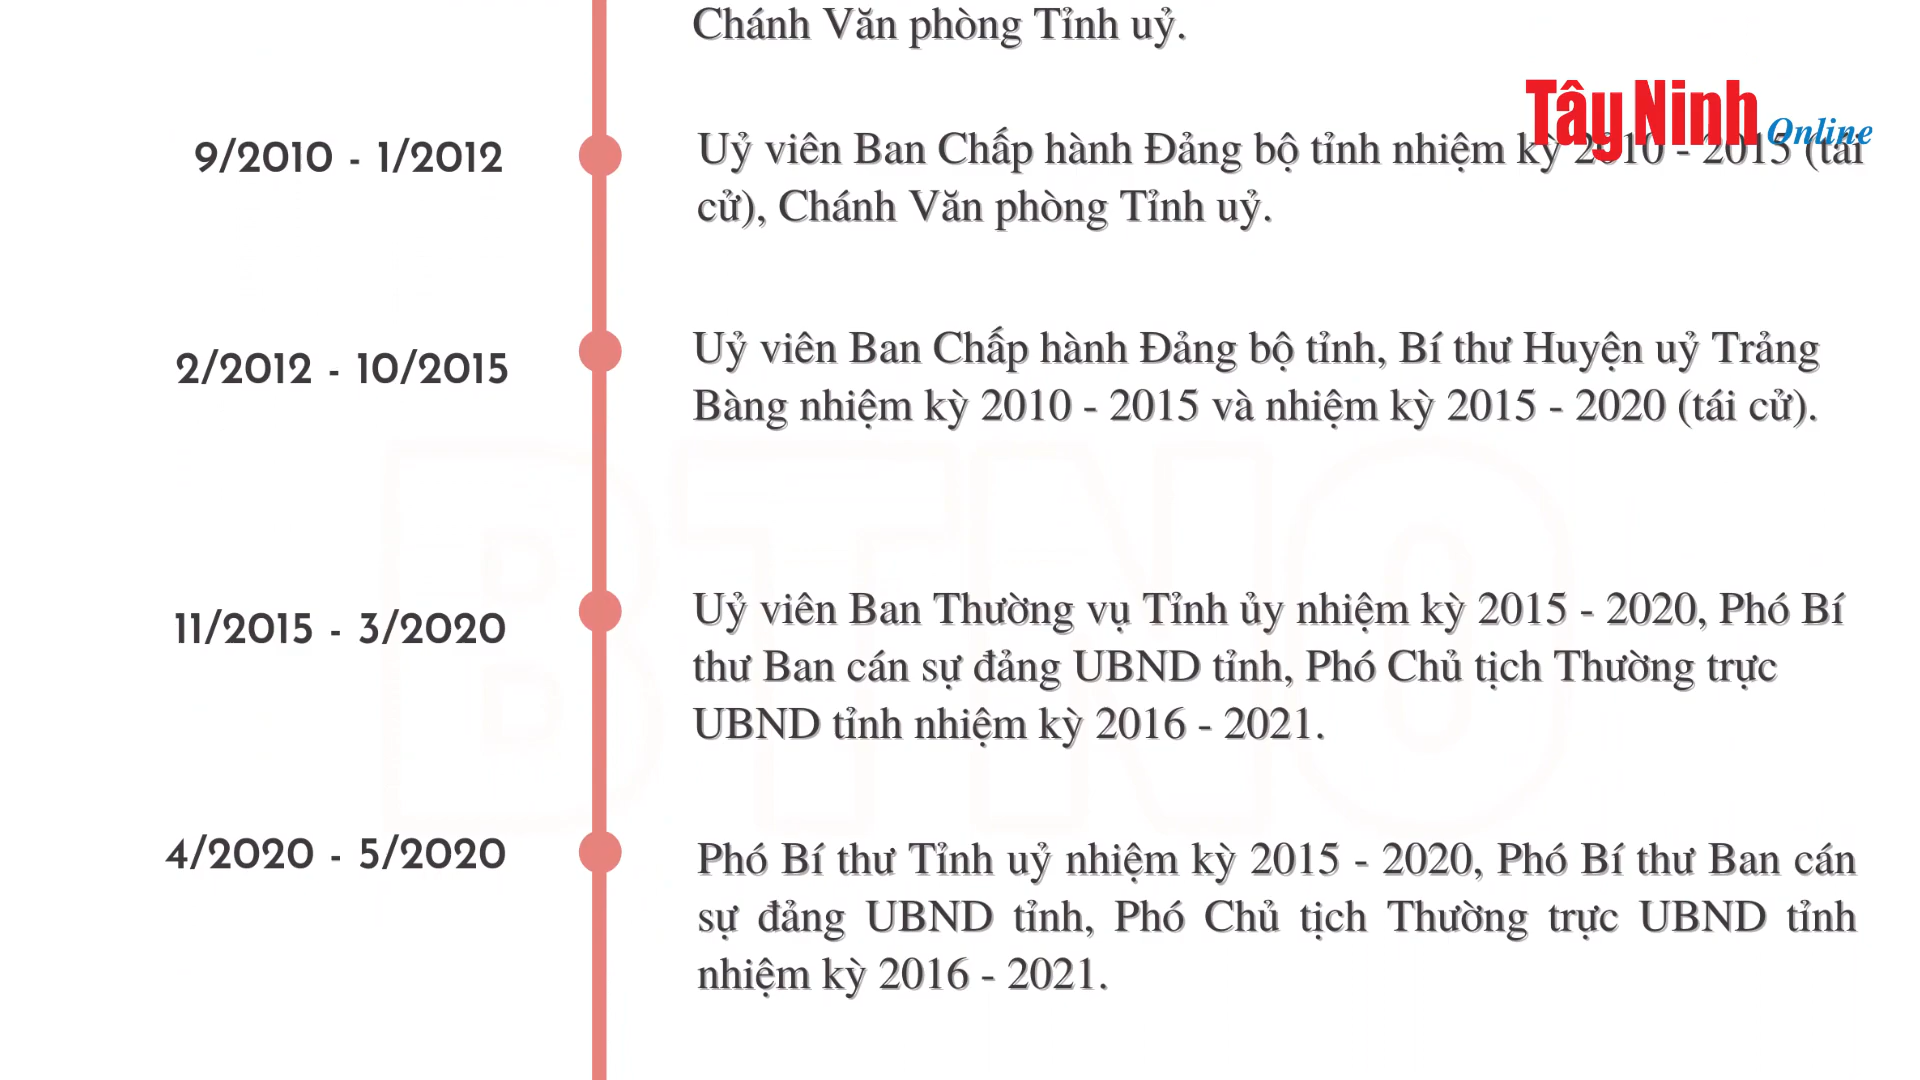 Chánh Văn phòng Tỉnh uỷ.
Tây Ninh Online
9/2010 - 1/2012
Uỷ viên Ban Chấp hành Đảng bộ tỉnh nhiệm kỳ 2010 - 2015 (tái
cử), Chánh Văn phòng Tỉnh uỷ.
2/2012 - 10/2015
Uỷ viên Ban Chấp hành Đảng bộ tỉnh, Bí thư Huyện uỷ Trảng
Bàng nhiệm kỳ 2010 - 2015 và nhiệm kỳ 2015 - 2020 (tái cử).
BTNO
11/2015 - 3/2020
Uỷ viên Ban Thường vụ Tỉnh ủy nhiệm kỳ 2015 - 2020, Phó Bí
thư Ban cán sự đảng UBND tỉnh, Phó Chủ tịch Thường trực
UBND tỉnh nhiệm kỳ 2016 - 2021.
4/2020 - 5/2020
Phó Bí thư Tỉnh uỷ nhiệm kỳ 2015 - 2020, Phó Bí thư Ban cán
sự đảng UBND tỉnh, Phó Chủ tịch Thường trực UBND tỉnh
nhiệm kỳ 2016 - 2021.